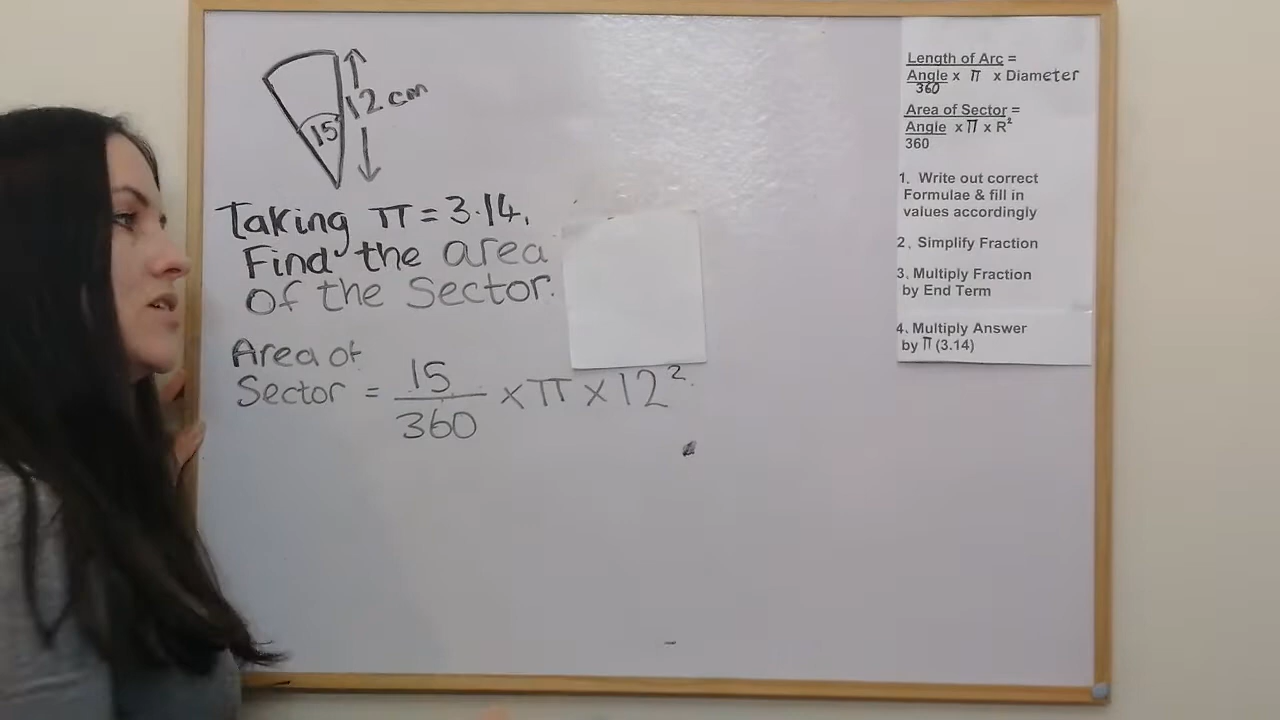 12 cm
15
Taking π = 3.14,
Find the area
of the Sector.
Area of
Sector = 15/360 × π × 12²
Length of Arc =
Angle/360 x π x Diameter
Area of Sector =
Angle/360 x π x R²
1. Write out correct
Formulae & fill in
values accordingly
2. Simplify Fraction
3. Multiply Fraction
by End Term
4. Multiply Answer
by π (3.14)